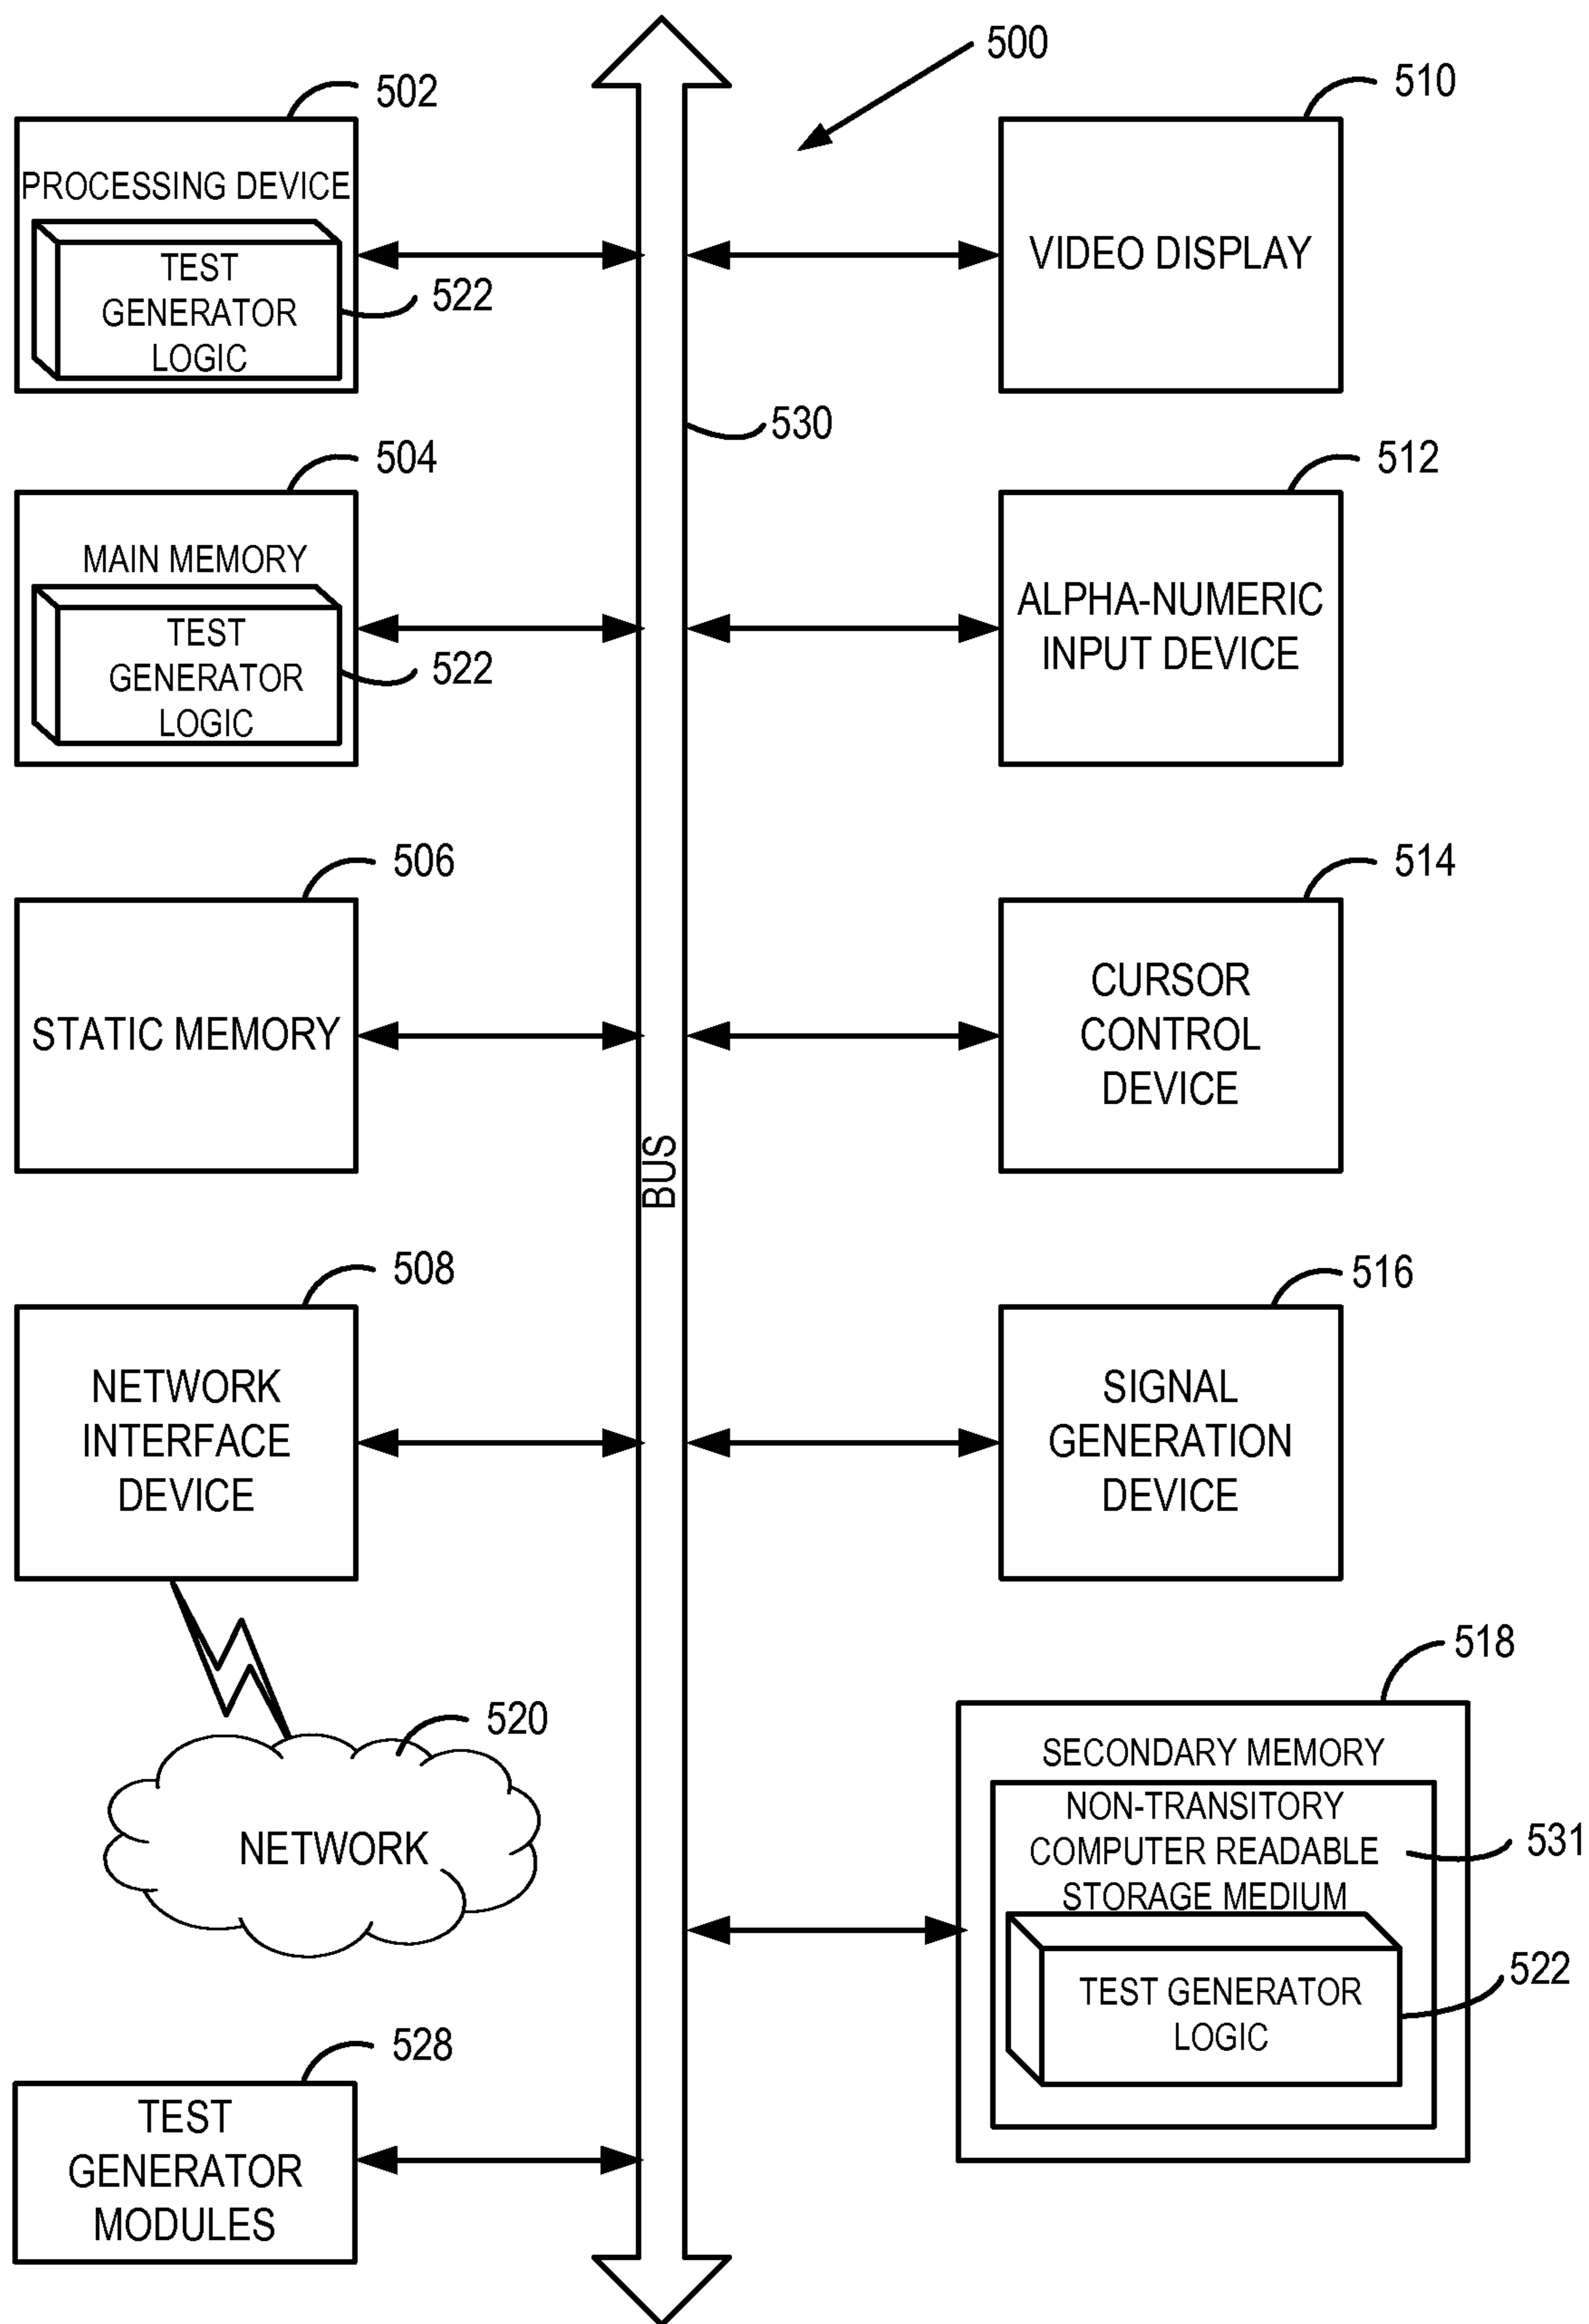 500
502
PROCESSING DEVICE
TEST
GENERATOR
LOGIC
522
510
VIDEO DISPLAY
530
504
MAIN MEMORY
TEST
GENERATOR
LOGIC
522
512
ALPHA-NUMERIC
INPUT DEVICE
506
STATIC MEMORY
514
CURSOR
CONTROL
DEVICE
BUS
508
NETWORK
INTERFACE
DEVICE
516
SIGNAL
GENERATION
DEVICE
520
NETWORK
518
SECONDARY MEMORY
NON-TRANSITORY
COMPUTER READABLE
STORAGE MEDIUM
531
TEST GENERATOR
LOGIC
522
528
TEST
GENERATOR
MODULES